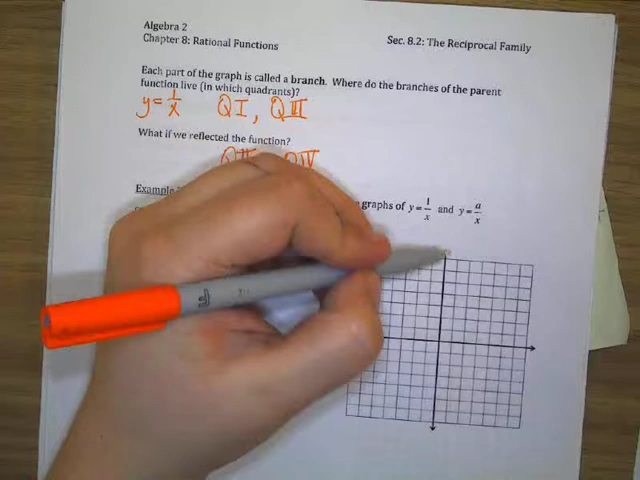 Algebra 2
Chapter 8: Rational Functions
Sec. 8.2: The Reciprocal Family
Each part of the graph is called a branch. Where do the branches of the parent
function live (in which quadrants)?
y = 1/x QI, QIII
What if we reflected the function?
QIV
Example
graphs of y = 1/x and y = a/x